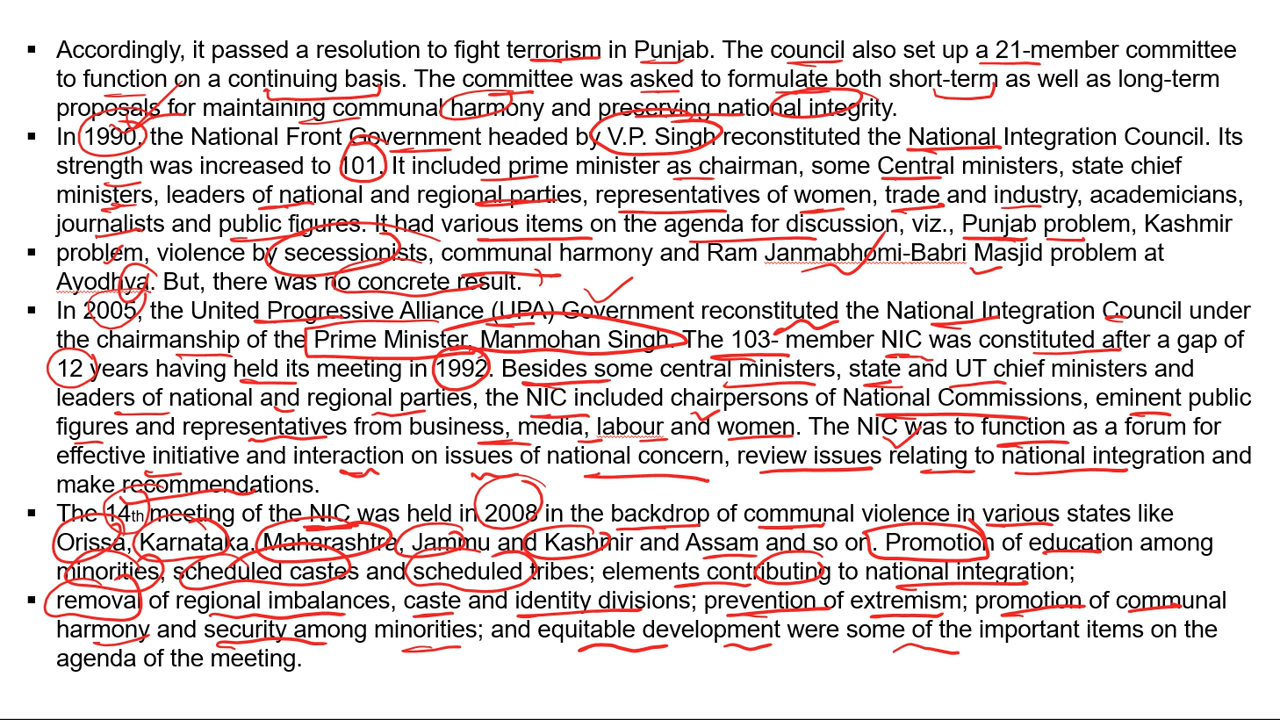 ▪ Accordingly, it passed a resolution to fight terrorism in Punjab. The council also set up a 21-member committee
to function on a continuing basis. The committee was asked to formulate both short-term as well as long-term
proposals for maintaining communal harmony and preserving national integrity.
▪ In 1990, the National Front Government headed by V.P. Singh reconstituted the National Integration Council. Its
strength was increased to 101. It included prime minister as chairman, some Central ministers, state chief
ministers, leaders of national and regional parties, representatives of women, trade and industry, academicians,
journalists and public figures. It had various items on the agenda for discussion, viz., Punjab problem, Kashmir
▪ problem, violence by secessionists, communal harmony and Ram Janmabhomi-Babri Masjid problem at
Ayodhya. But, there was no concrete result.
▪ In 2005, the United Progressive Alliance (UPA) Government reconstituted the National Integration Council under
the chairmanship of the Prime Minister, Manmohan Singh. The 103- member NIC was constituted after a gap of
12 years having held its meeting in 1992. Besides some central ministers, state and UT chief ministers and
leaders of national and regional parties, the NIC included chairpersons of National Commissions, eminent public
figures and representatives from business, media, labour and women. The NIC was to function as a forum for
effective initiative and interaction on issues of national concern, review issues relating to national integration and
make recommendations.
▪ The 14th meeting of the NIC was held in 2008 in the backdrop of communal violence in various states like
Orissa, Karnataka, Maharashtra, Jammu and Kashmir and Assam and so on. Promotion of education among
minorities, scheduled castes and scheduled tribes; elements contributing to national integration;
▪ removal of regional imbalances, caste and identity divisions; prevention of extremism; promotion of communal
harmony and security among minorities; and equitable development were some of the important items on the
agenda of the meeting.